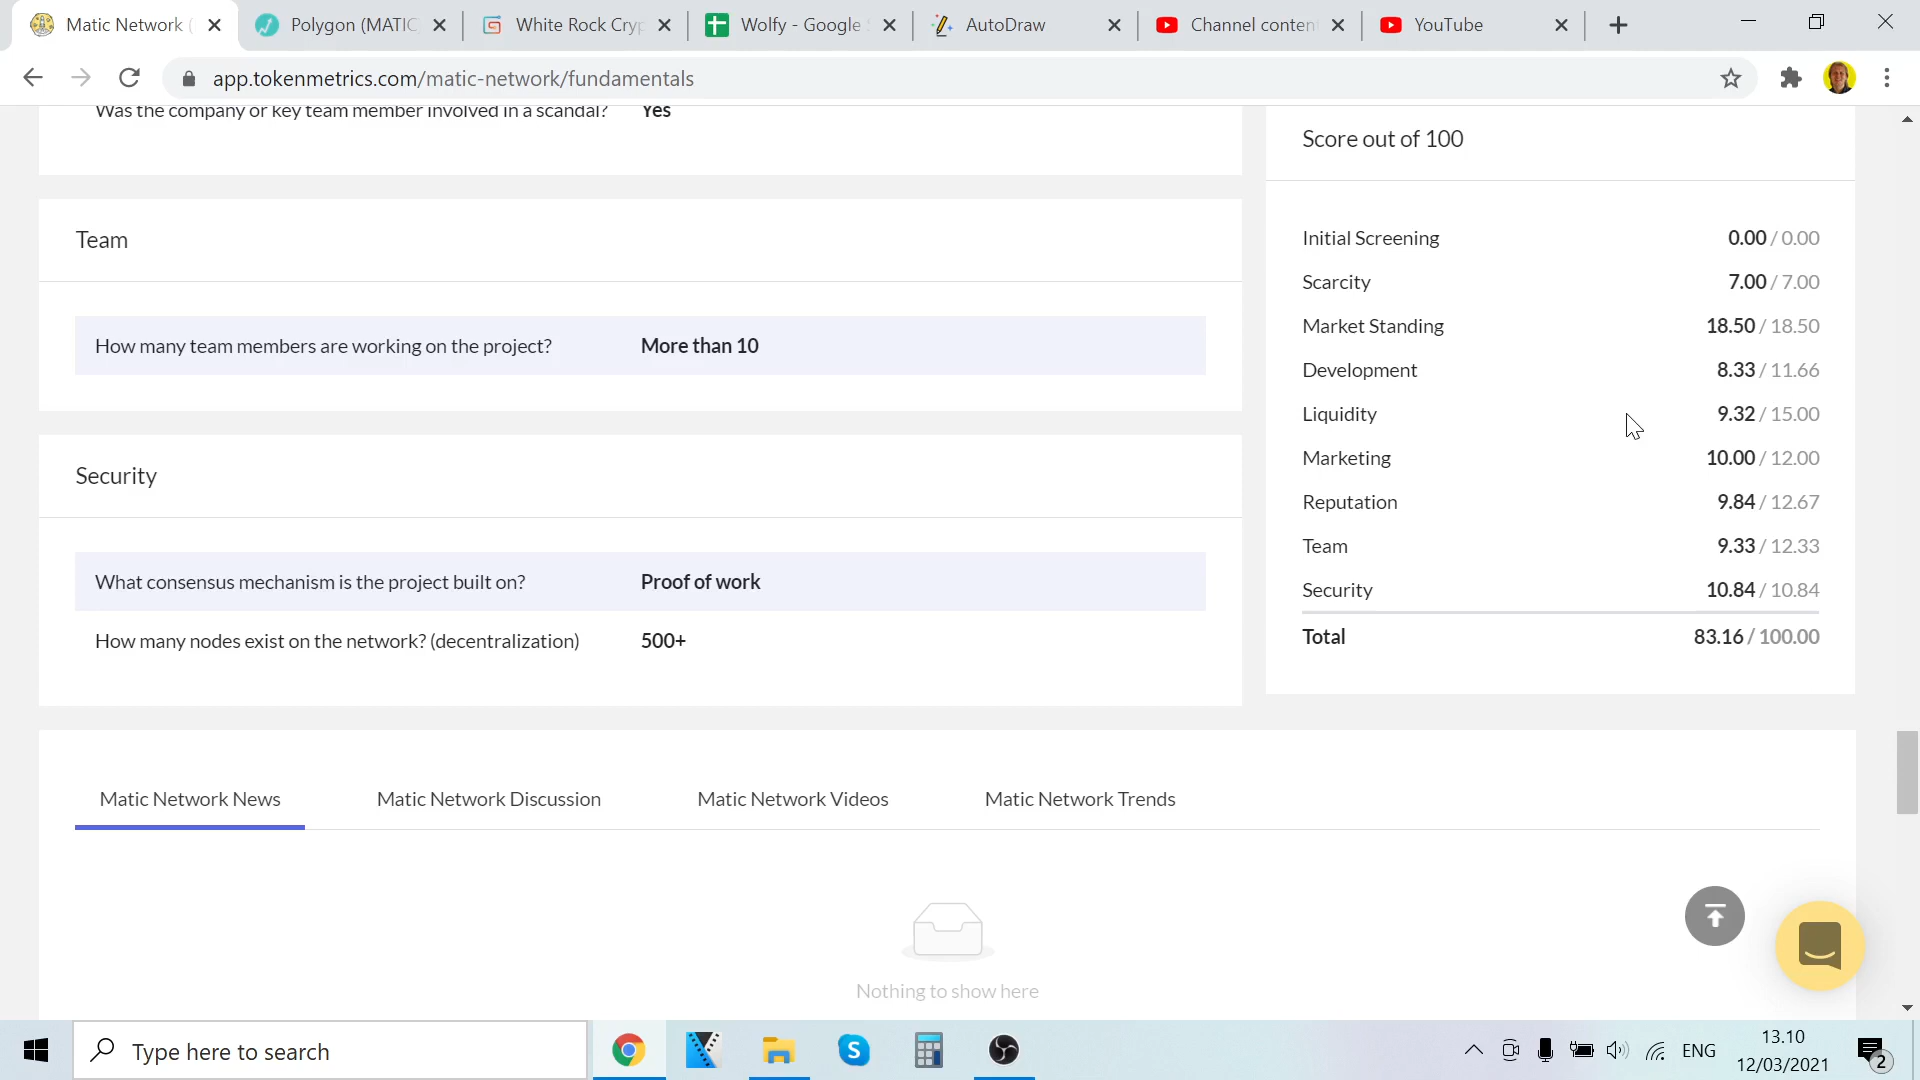 Matic Network (
Polygon (MATIC
White Rock Cryp
Wolfy - Google S
AutoDraw
Channel conten
YouTube
app.tokenmetrics.com/matic-network/fundamentals
Was the company or key team member involved in a scandal? Yes
Score out of 100
Initial Screening 0.00 / 0.00
Scarcity 7.00 / 7.00
Market Standing 18.50 / 18.50
Development 8.33 / 11.66
Liquidity 9.32 / 15.00
Marketing 10.00 / 12.00
Reputation 9.84 / 12.67
Team 9.33 / 12.33
Security 10.84 / 10.84
Total 83.16 / 100.00
Team
How many team members are working on the project? More than 10
Security
What consensus mechanism is the project built on? Proof of work
How many nodes exist on the network? (decentralization) 500+
Matic Network News
Matic Network Discussion
Matic Network Videos
Matic Network Trends
Nothing to show here
Type here to search
ENG
13.10
12/03/2021
2